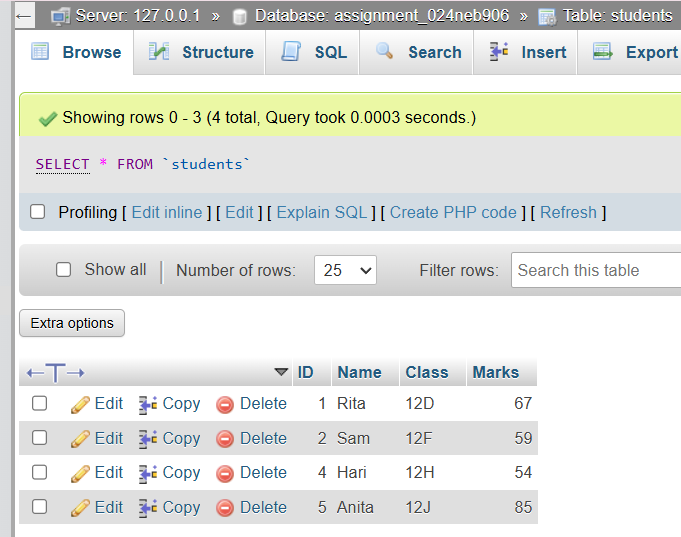 Server: 127.0.0.1 » Database: assignment_024neb906 » Table: students
Browse Structure SQL Search Insert Export
Showing rows 0 - 3 (4 total, Query took 0.0003 seconds.)
SELECT * FROM `students`
Profiling [ Edit inline ] [ Edit ] [ Explain SQL ] [ Create PHP code ] [ Refresh ]
Show all Number of rows: 25 Filter rows: Search this table
Extra options
ID Name Class Marks
Edit Copy Delete 1 Rita 12D 67
Edit Copy Delete 2 Sam 12F 59
Edit Copy Delete 4 Hari 12H 54
Edit Copy Delete 5 Anita 12J 85